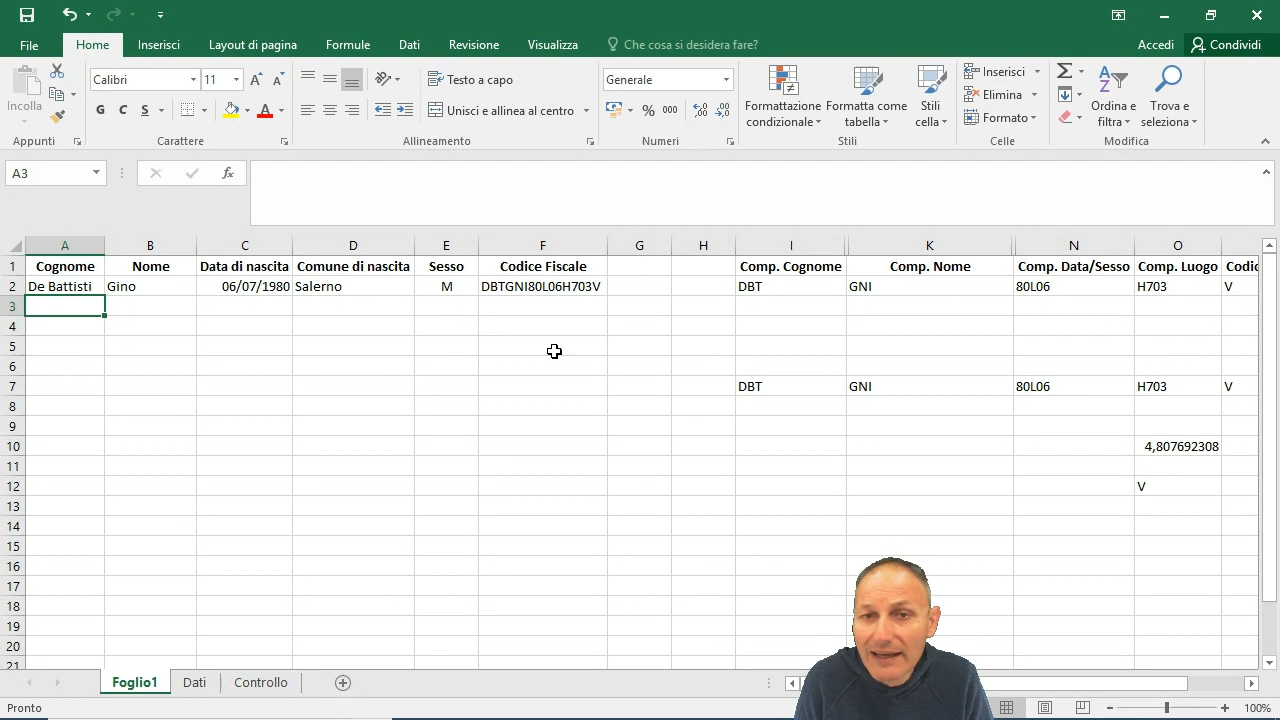 File Home Inserisci Layout di pagina Formule Dati Revisione Visualizza Che cosa si desidera fare? Accedi Condividi
Incolla
Calibri 11
G C S A
Testo a capo
Unisci e allinea al centro
Generale
% 000
Formattazione condizionale
Formatta come tabella
Stili cella
Inserisci
Elimina
Formato
Ordina e filtra
Trova e seleziona
Appunti Carattere Allineamento Numeri Stili Celle Modifica
A3 fx
A B C D E F G H I K N O
1 Cognome Nome Data di nascita Comune di nascita Sesso Codice Fiscale Comp. Cognome Comp. Nome Comp. Data/Sesso Comp. Luogo Codic
2 De Battisti Gino 06/07/1980 Salerno M DBTGNI80L06H703V DBT GNI 80L06 H703 V
3
4
5
6
7 DBT GNI 80L06 H703 V
8
9
10 4,807692308
11
12 V
13
14
15
16
17
18
19
20
21
Foglio1 Dati Controllo
Pronto 100%